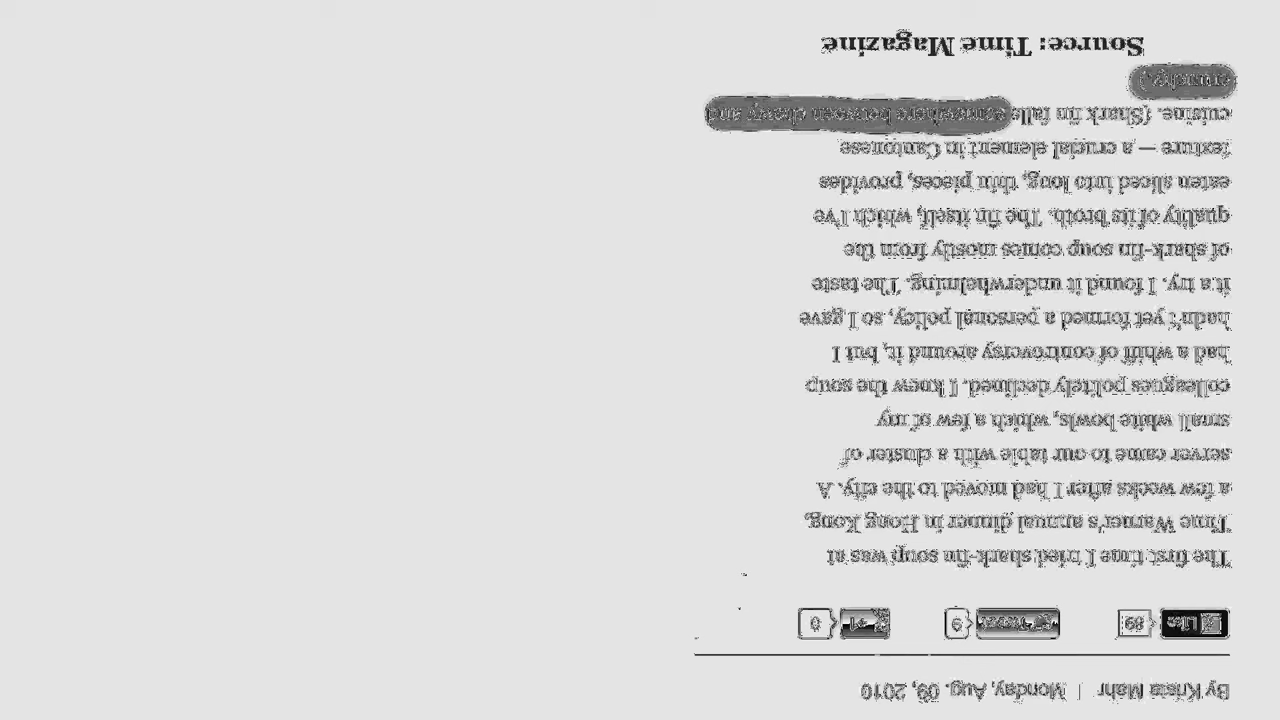 By Krista Mahr | Monday, Aug. 09, 2010
Like 89 Tweet 9 +1 0
The first time I tried shark-fin soup was at
Time Warner's annual dinner in Hong Kong,
a few weeks after I had moved to the city. A
server came to our table with a cluster of
small white bowls, which a few of my
colleagues politely declined. I knew the soup
had a whiff of controversy around it, but I
hadn't yet formed a personal policy, so I gave
it a try. I found it underwhelming. The taste
of shark-fin soup comes mostly from the
quality of its broth. The fin itself, which I've
eaten sliced into long, thin pieces, provides
texture — a crucial element in Cantonese
cuisine. (Shark fin falls somewhere between chewy and
crunchy.)
Source: Time Magazine